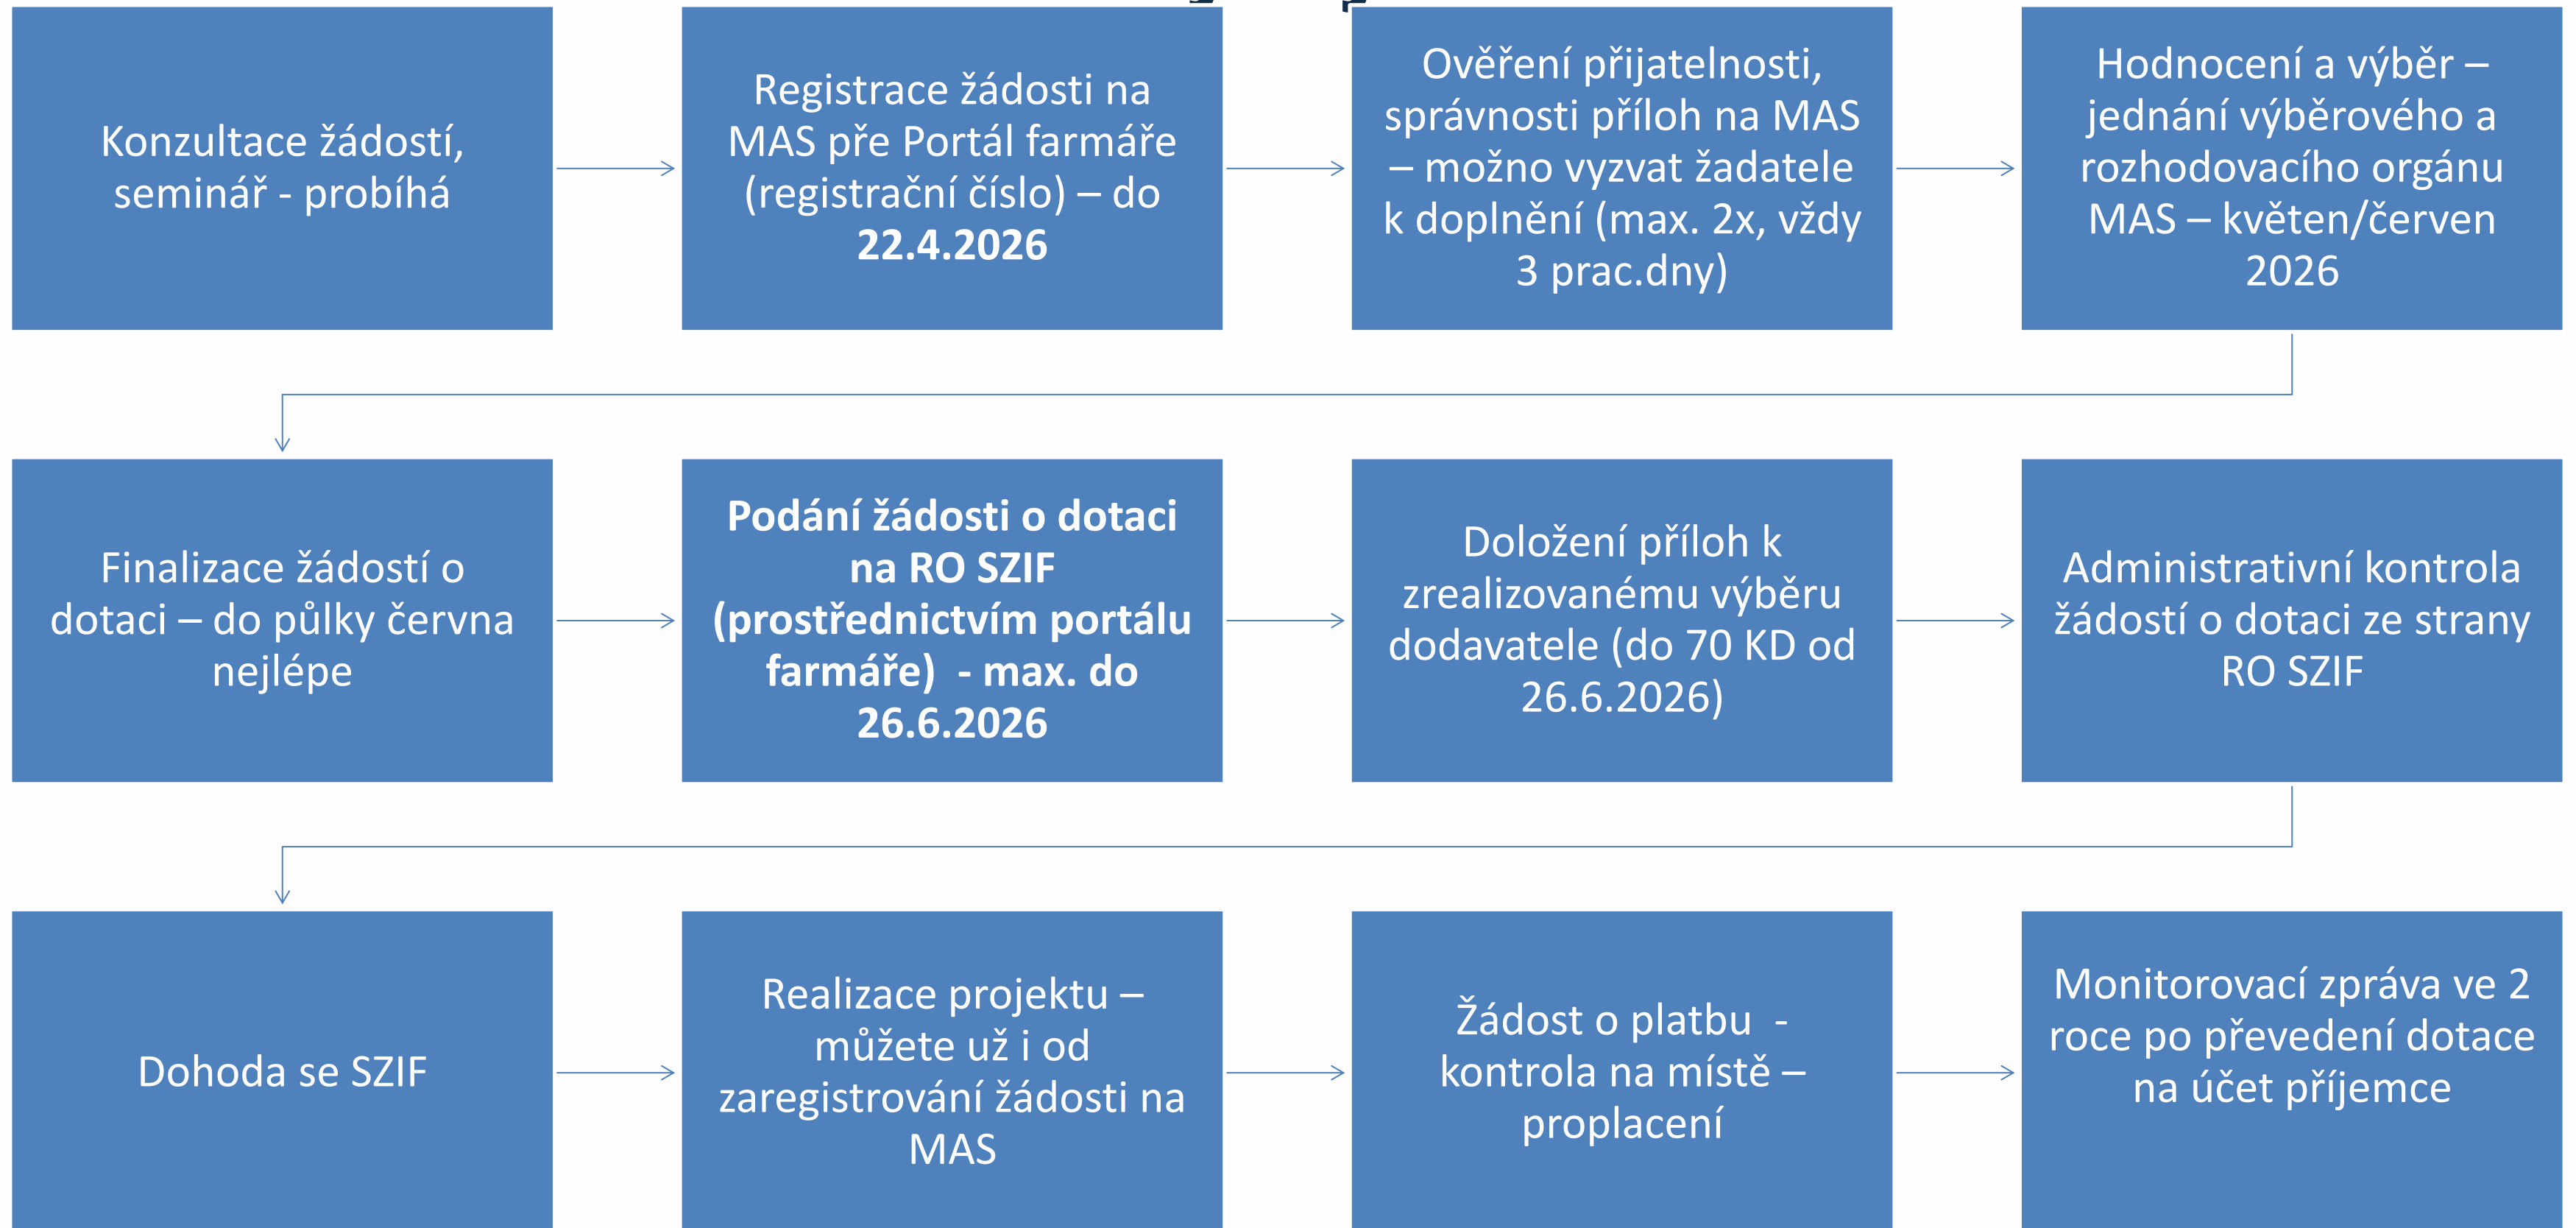 Konzultace žádostí,
seminář - probíhá
Registrace žádosti na
MAS pře Portál farmáře
(registrační číslo) – do
22.4.2026
Ověření přijatelnosti,
správnosti příloh na MAS
– možno vyzvat žadatele
k doplnění (max. 2x, vždy
3 prac.dny)
Hodnocení a výběr –
jednání výběrového a
rozhodovacího orgánu
MAS – květen/červen
2026
Finalizace žádostí o
dotaci – do půlky června
nejlépe
Podání žádosti o dotaci
na RO SZIF
(prostřednictvím portálu
farmáře)  - max. do
26.6.2026
Doložení příloh k
zrealizovanému výběru
dodavatele (do 70 KD od
26.6.2026)
Administrativní kontrola
žádostí o dotaci ze strany
RO SZIF
Dohoda se SZIF
Realizace projektu –
můžete už i od
zaregistrování žádosti na
MAS
Žádost o platbu  -
kontrola na místě –
proplacení
Monitorovací zpráva ve 2
roce po převedení dotace
na účet příjemce